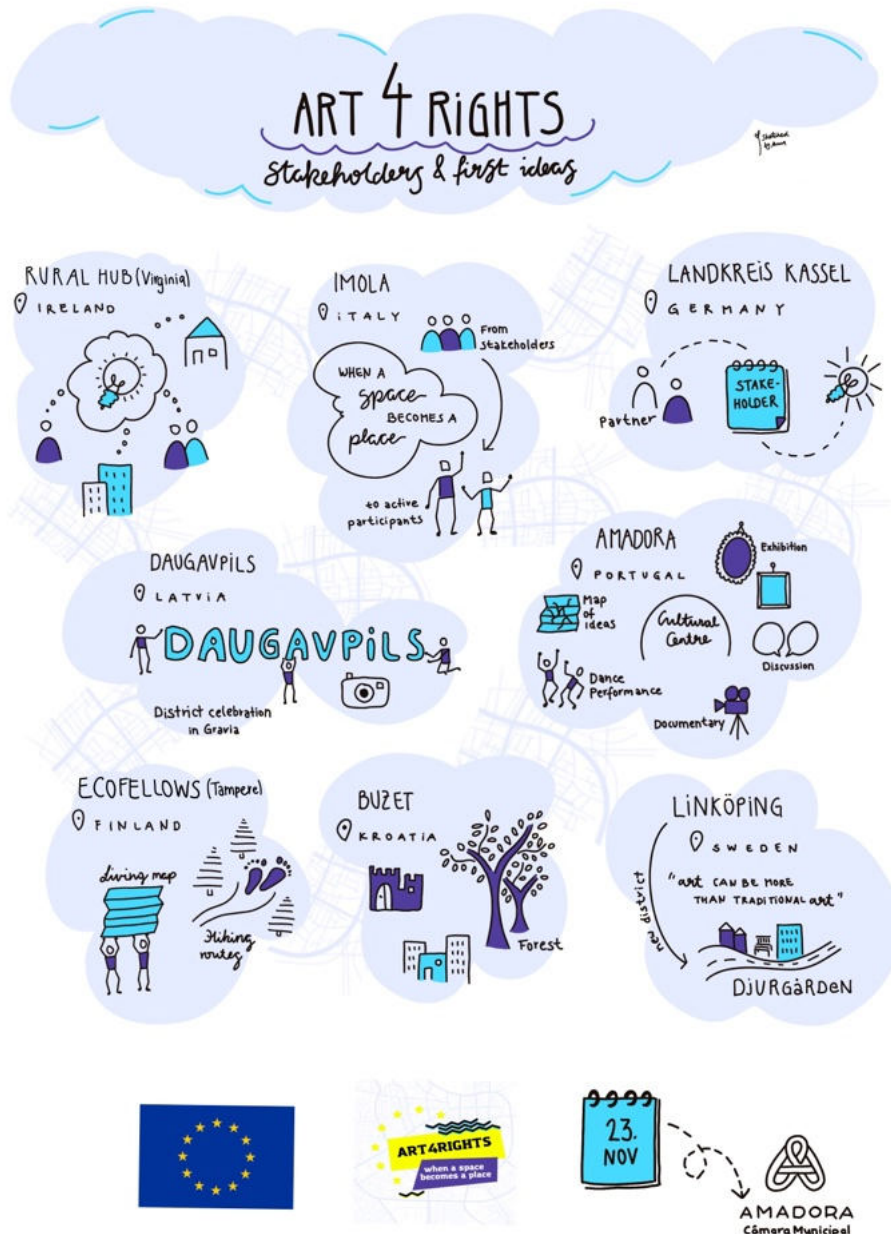 ART 4 RiGHTS
Stakeholders & first ideas
sketched
by Ann
RURAL HUB (Virginia)
IRELAND
IMOLA
iTALY
From
stakeholders
WHEN A
space
BECOMES A
place
to active
participants
LANDKREiS KASSEL
GERMANY
Partner
STAKE-
HOLDER
DAUGAVPILS
LATViA
DAUGAVPiLS
District celebration
in Gravia
AMADORA
PORTUGAL
Map
of
ideas
Cultural
Centre
Exhibition
Discussion
Dance
Performance
Documentary
ECOFELLOWS (Tampere)
FINLAND
Living map
Hiking
routes
BUZET
KROATiA
Forest
LiNKÖPING
SWEDEN
"art CAN BE MORE
THAN TRADITIONAL art"
new district
DJURGÅRDEN
ART4RIGHTS
when a space
becomes a place
23.
NOV
AMADORA
Câmara Municipal